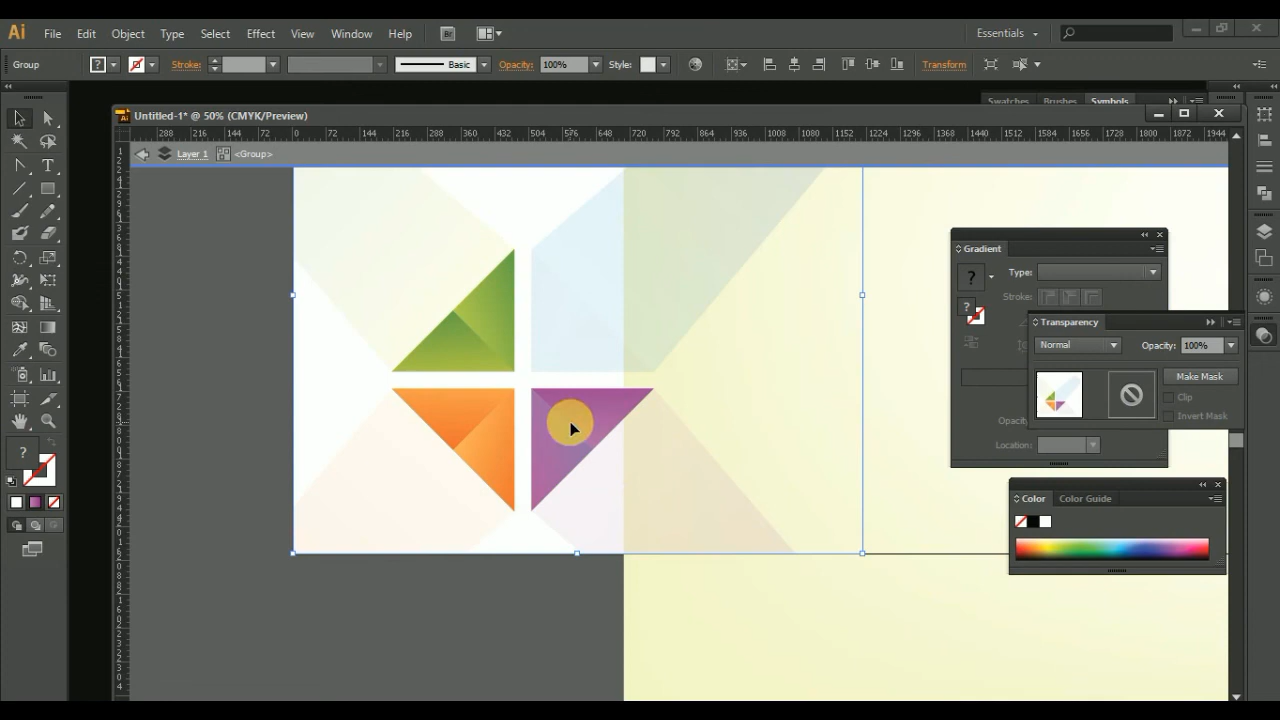 Ai File Edit Object Type Select Effect View Window Help Br Essentials
Group Stroke: Basic Opacity: 100% Style: Transform
Swatches Brushes Symbols
Untitled-1* @ 50% (CMYK/Preview)
288 216 144 72 0 72 144 216 288 360 432 504 576 648 720 792 864 936 1008 1080 1152 1224 1296 1368 1440 1512 1584 1656 1728 1800 1872 1944
Layer 1 <Group>
Gradient
? Type:
? Stroke:
Transparency
Normal Opacity: 100%
Make Mask
Clip
Invert Mask
Opacity
Location:
?
Color Color Guide